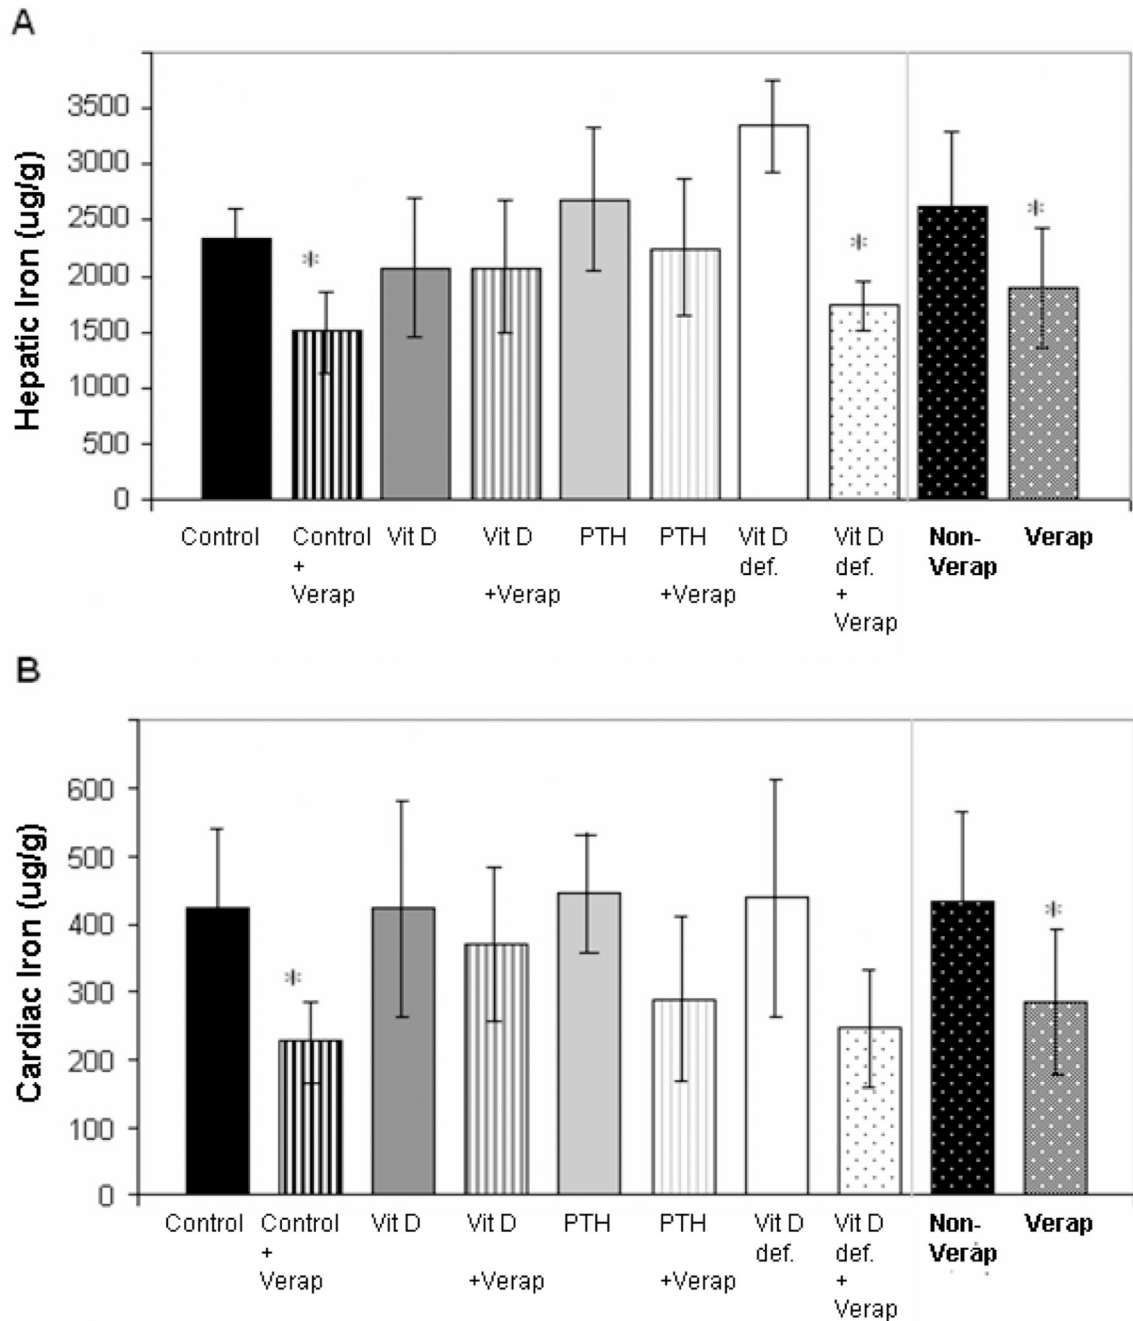 A
Hepatic Iron (ug/g)
3500
3000
2500
2000
1500
1000
500
0
*
*
*
Control
Control + Verap
Vit D
Vit D +Verap
PTH
PTH +Verap
Vit D def.
Vit D def. + Verap
Non-Verap
Verap
B
Cardiac Iron (ug/g)
600
500
400
300
200
100
0
*
*
Control
Control + Verap
Vit D
Vit D +Verap
PTH
PTH +Verap
Vit D def.
Vit D def. + Verap
Non-Verap
Verap